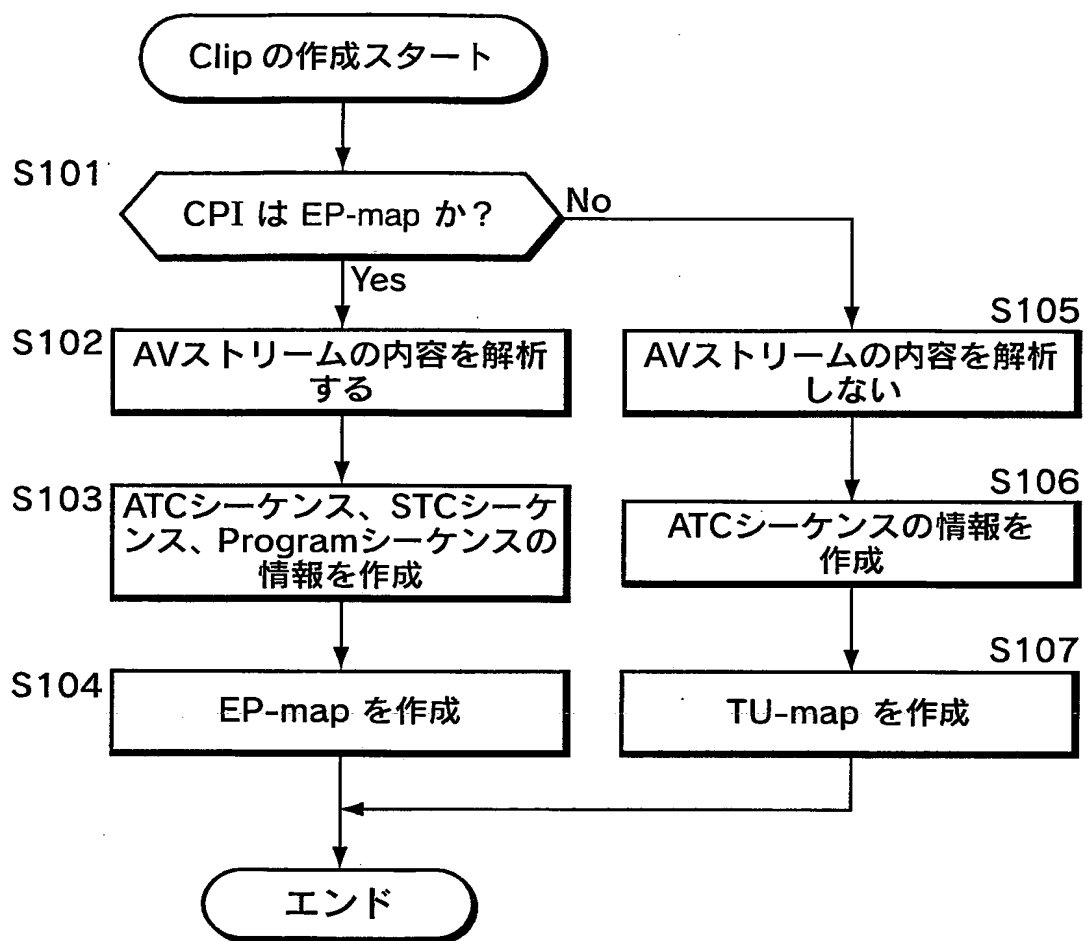 Clip の作成スタート
S101
CPI は EP-map か？
No
Yes
S102
AVストリームの内容を解析
する
S103
ATCシーケンス、STCシーケ
ンス、Programシーケンスの
情報を作成
S104
EP-map を作成
S105
AVストリームの内容を解析
しない
S106
ATCシーケンスの情報を
作成
S107
TU-map を作成
エンド